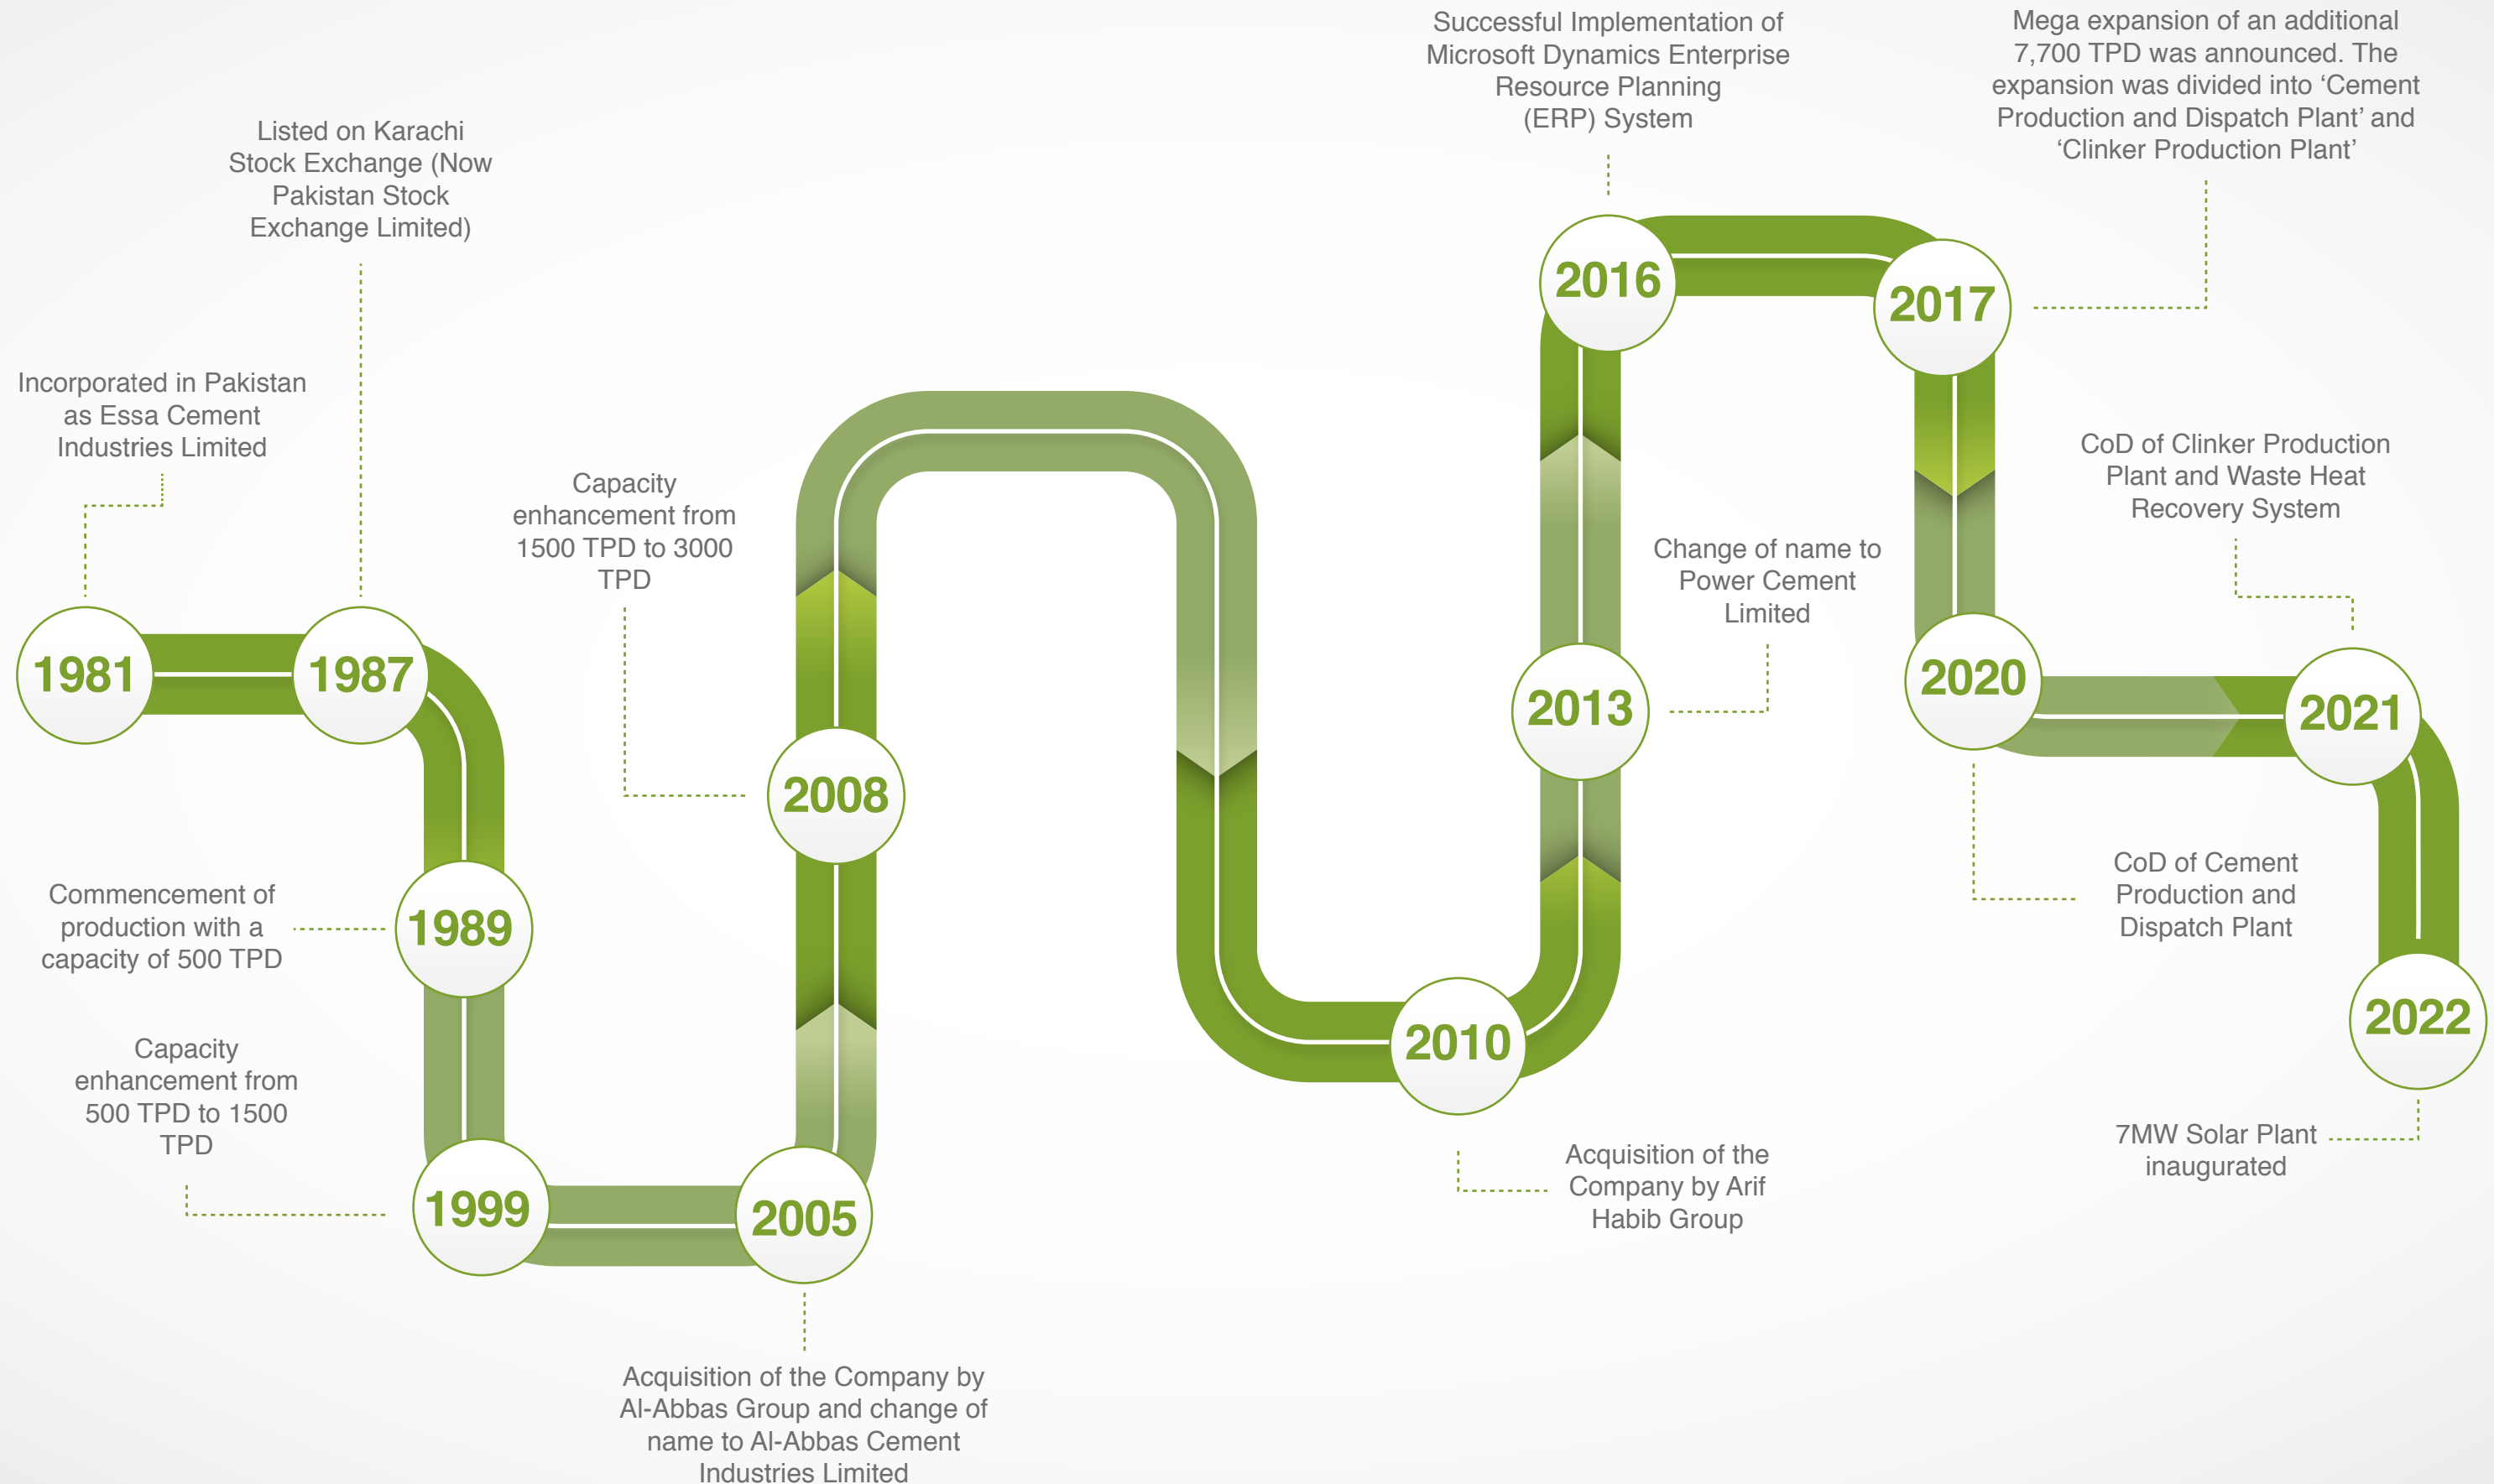 Incorporated in Pakistan
as Essa Cement
Industries Limited
1981
Listed on Karachi
Stock Exchange (Now
Pakistan Stock
Exchange Limited)
1987
Commencement of
production with a
capacity of 500 TPD
1989
Capacity
enhancement from
500 TPD to 1500
TPD
1999
2005
Acquisition of the Company by
Al-Abbas Group and change of
name to Al-Abbas Cement
Industries Limited
Capacity
enhancement from
1500 TPD to 3000
TPD
2008
2010
Acquisition of the
Company by Arif
Habib Group
2013
Change of name to
Power Cement
Limited
Successful Implementation of
Microsoft Dynamics Enterprise
Resource Planning
(ERP) System
2016
Mega expansion of an additional
7,700 TPD was announced. The
expansion was divided into ‘Cement
Production and Dispatch Plant’ and
‘Clinker Production Plant’
2017
2020
CoD of Cement
Production and
Dispatch Plant
CoD of Clinker Production
Plant and Waste Heat
Recovery System
2021
2022
7MW Solar Plant
inaugurated